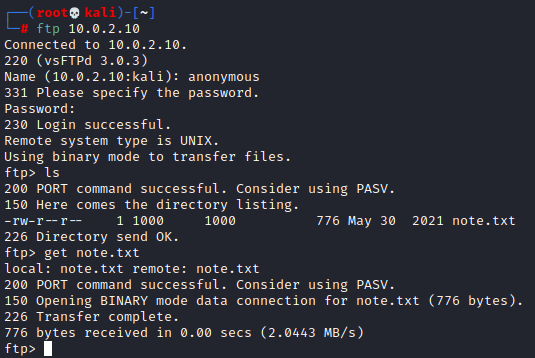 ┌──(root💀kali)-[~]
└─# ftp 10.0.2.10
Connected to 10.0.2.10.
220 (vsFTPd 3.0.3)
Name (10.0.2.10:kali): anonymous
331 Please specify the password.
Password:
230 Login successful.
Remote system type is UNIX.
Using binary mode to transfer files.
ftp> ls
200 PORT command successful. Consider using PASV.
150 Here comes the directory listing.
-rw-r--r--    1 1000     1000          776 May 30  2021 note.txt
226 Directory send OK.
ftp> get note.txt
local: note.txt remote: note.txt
200 PORT command successful. Consider using PASV.
150 Opening BINARY mode data connection for note.txt (776 bytes).
226 Transfer complete.
776 bytes received in 0.00 secs (2.0443 MB/s)
ftp>